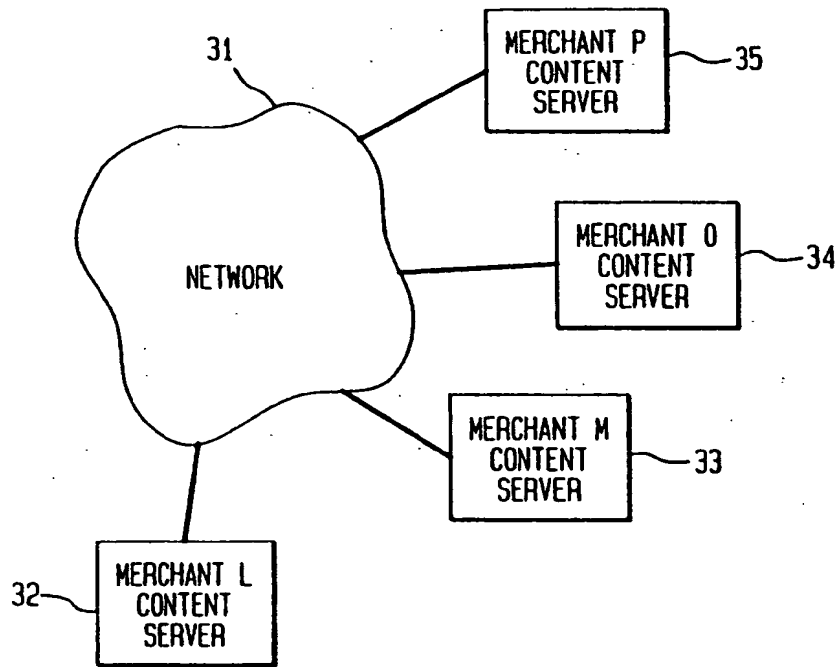 31
MERCHANT P
CONTENT
SERVER
35
NETWORK
MERCHANT O
CONTENT
SERVER
34
MERCHANT M
CONTENT
SERVER
33
32
MERCHANT L
CONTENT
SERVER